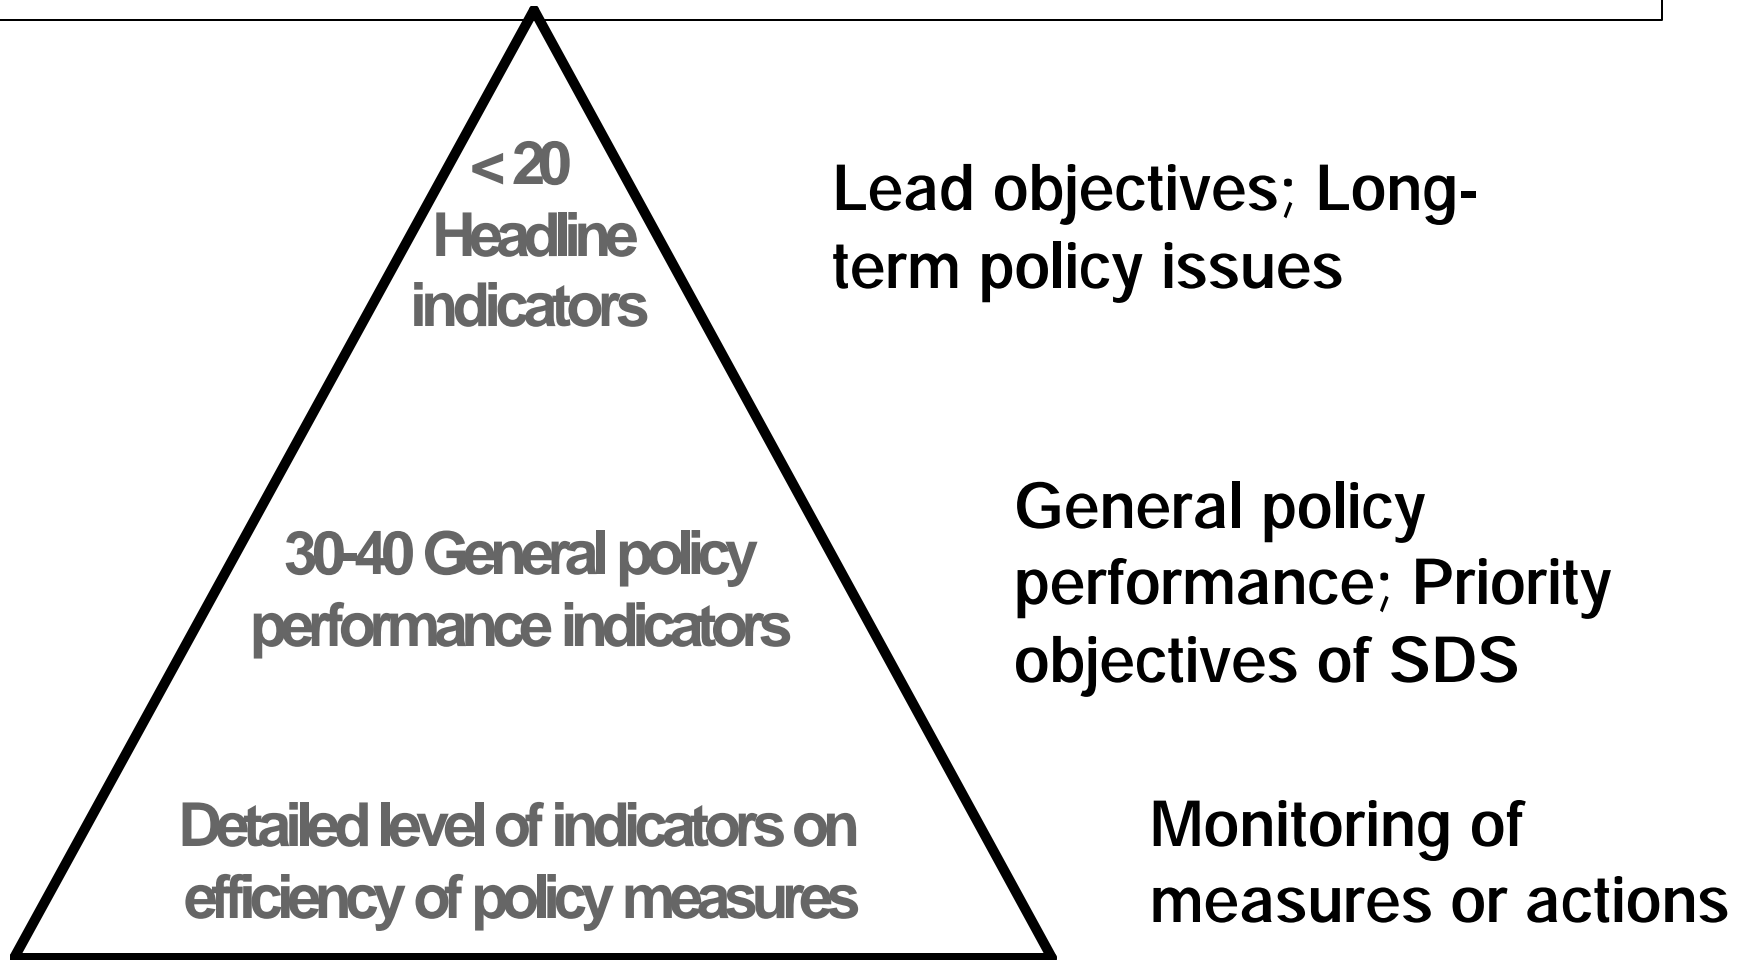 < 20
Headline
indicators
Lead objectives; Long-
term policy issues
30-40 General policy
performance indicators
General policy
performance; Priority
objectives of SDS
Detailed level of indicators on
efficiency of policy measures
Monitoring of
measures or actions